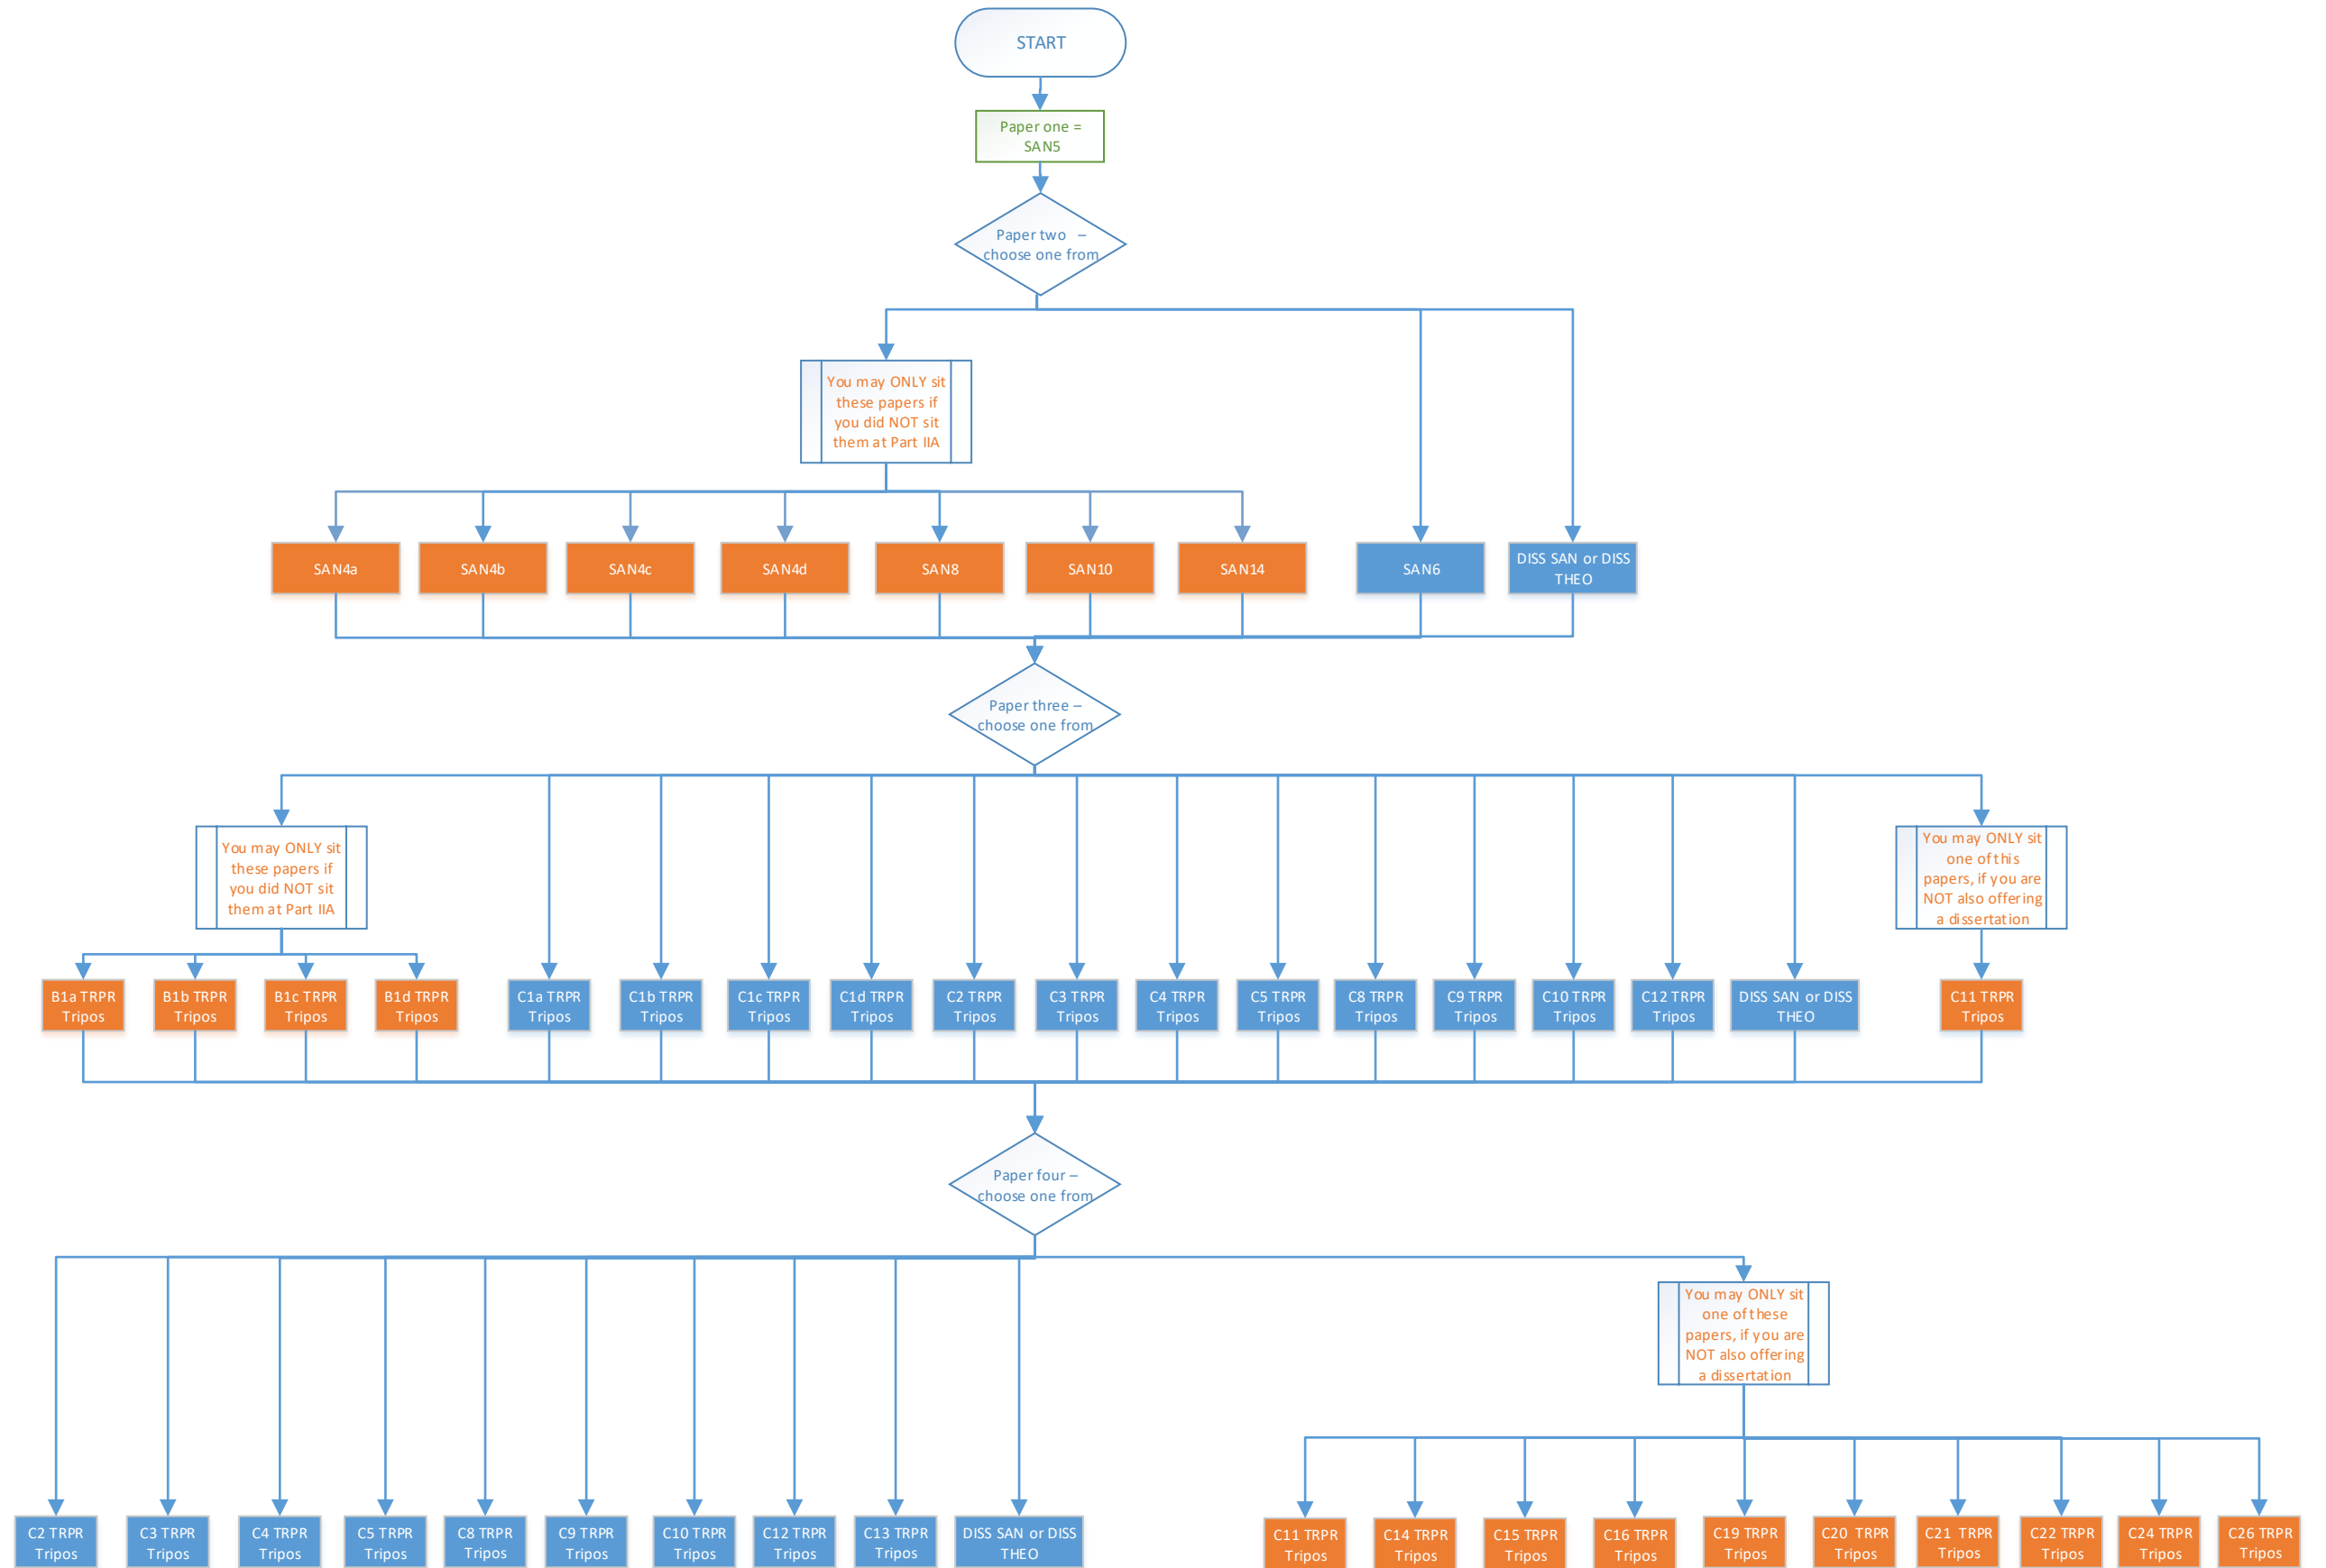 START
Paper one =
SAN5
Paper two –
choose one from
You may ONLY sit
these papers if
you did NOT sit
them at Part IIA
SAN4a
SAN4b
SAN4c
SAN4d
SAN8
SAN10
SAN14
SAN6
DISS SAN or DISS
THEO
Paper three –
choose one from
You may ONLY sit
these papers if
you did NOT sit
them at Part IIA
You may ONLY sit
one of this
papers, if you are
NOT also offering
a dissertation
B1a TRPR
Tripos
B1b TRPR
Tripos
B1c TRPR
Tripos
B1d TRPR
Tripos
C1a TRPR
Tripos
C1b TRPR
Tripos
C1c TRPR
Tripos
C1d TRPR
Tripos
C2 TRPR
Tripos
C3 TRPR
Tripos
C4 TRPR
Tripos
C5 TRPR
Tripos
C8 TRPR
Tripos
C9 TRPR
Tripos
C10 TRPR
Tripos
C12 TRPR
Tripos
DISS SAN or DISS
THEO
C11 TRPR
Tripos
Paper four –
choose one from
You may ONLY sit
one of these
papers, if you are
NOT also offering
a dissertation
C2 TRPR
Tripos
C3 TRPR
Tripos
C4 TRPR
Tripos
C5 TRPR
Tripos
C8 TRPR
Tripos
C9 TRPR
Tripos
C10 TRPR
Tripos
C12 TRPR
Tripos
C13 TRPR
Tripos
DISS SAN or DISS
THEO
C11 TRPR
Tripos
C14 TRPR
Tripos
C15 TRPR
Tripos
C16 TRPR
Tripos
C19 TRPR
Tripos
C20 TRPR
Tripos
C21 TRPR
Tripos
C22 TRPR
Tripos
C24 TRPR
Tripos
C26 TRPR
Tripos